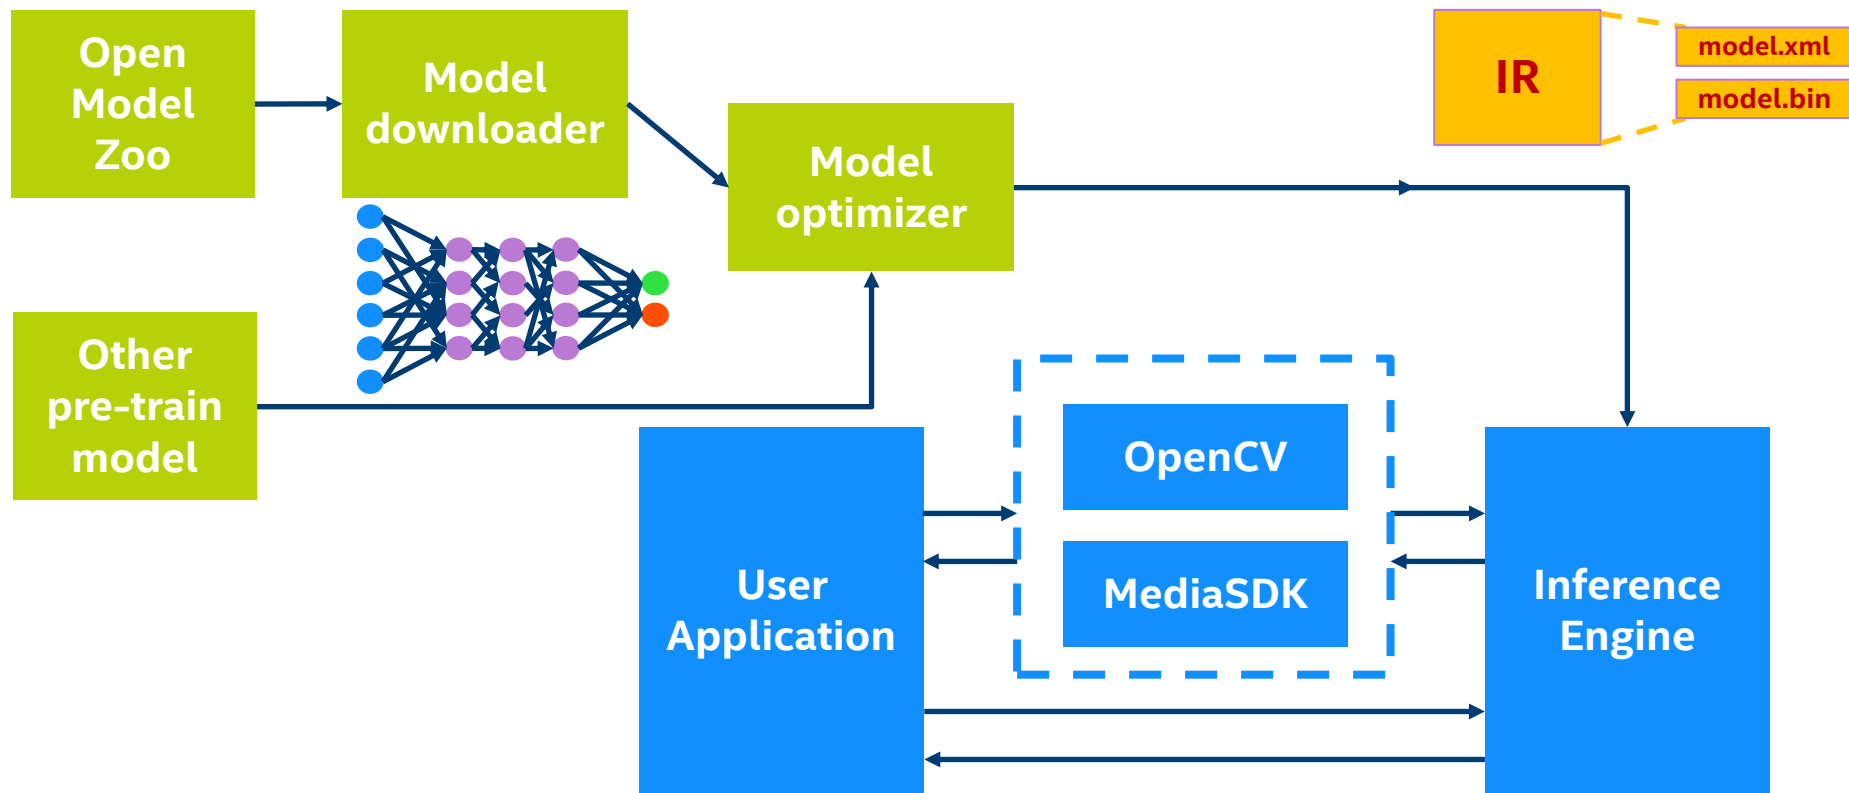 Open
Model
Zoo
Model
downloader
Model
optimizer
IR
model.xml
model.bin
Other
pre-train
model
User
Application
OpenCV
MediaSDK
Inference
Engine